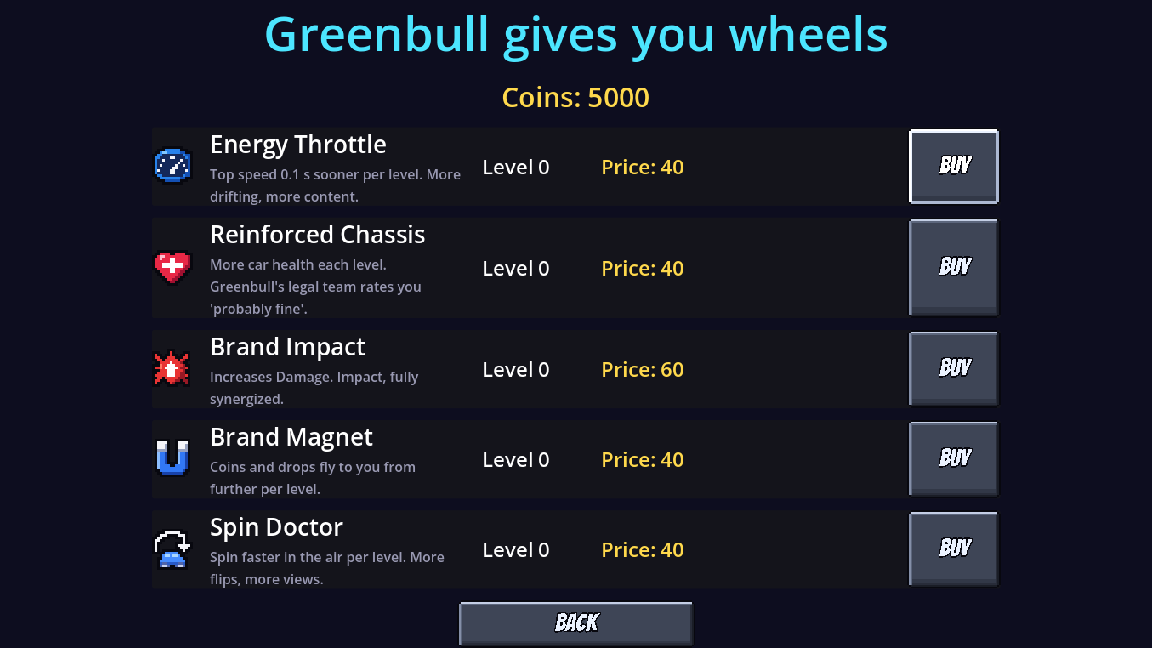 Greenbull gives you wheels
Coins: 5000
Energy Throttle
Top speed 0.1 s sooner per level. More
drifting, more content.
Level 0
Price: 40
BUY
Reinforced Chassis
More car health each level.
Greenbull's legal team rates you
'probably fine'.
Level 0
Price: 40
BUY
Brand Impact
Increases Damage. Impact, fully
synergized.
Level 0
Price: 60
BUY
Brand Magnet
Coins and drops fly to you from
further per level.
Level 0
Price: 40
BUY
Spin Doctor
Spin faster in the air per level. More
flips, more views.
Level 0
Price: 40
BUY
BACK